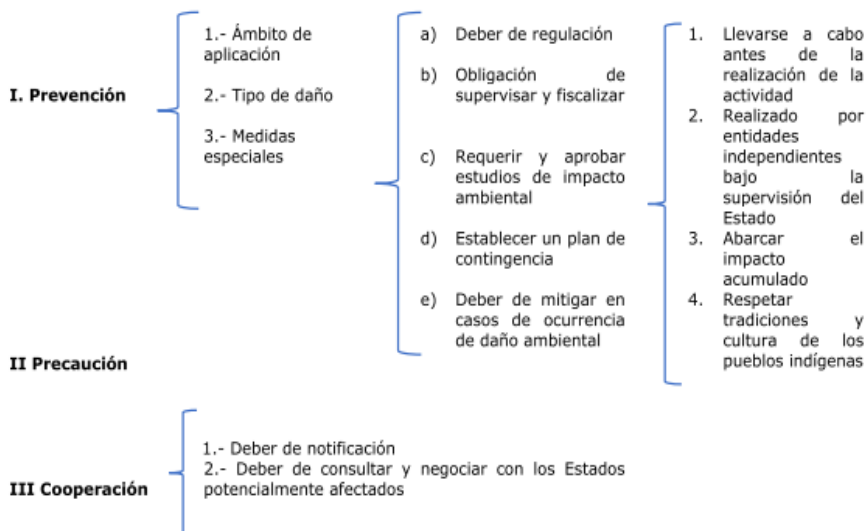 I. Prevención
1.- Ámbito de
aplicación
2.- Tipo de daño
3.- Medidas
especiales
a) Deber de regulación
b) Obligación de
supervisar y fiscalizar
c) Requerir y aprobar
estudios de impacto
ambiental
d) Establecer un plan de
contingencia
e) Deber de mitigar en
casos de ocurrencia
de daño ambiental
1. Llevarse a cabo
antes de la
realización de la
actividad
2. Realizado por
entidades
independientes
bajo la
supervisión del
Estado
3. Abarcar el
impacto
acumulado
4. Respetar
tradiciones y
cultura de los
pueblos indígenas
II Precaución
III Cooperación
1.- Deber de notificación
2.- Deber de consultar y negociar con los Estados
potencialmente afectados